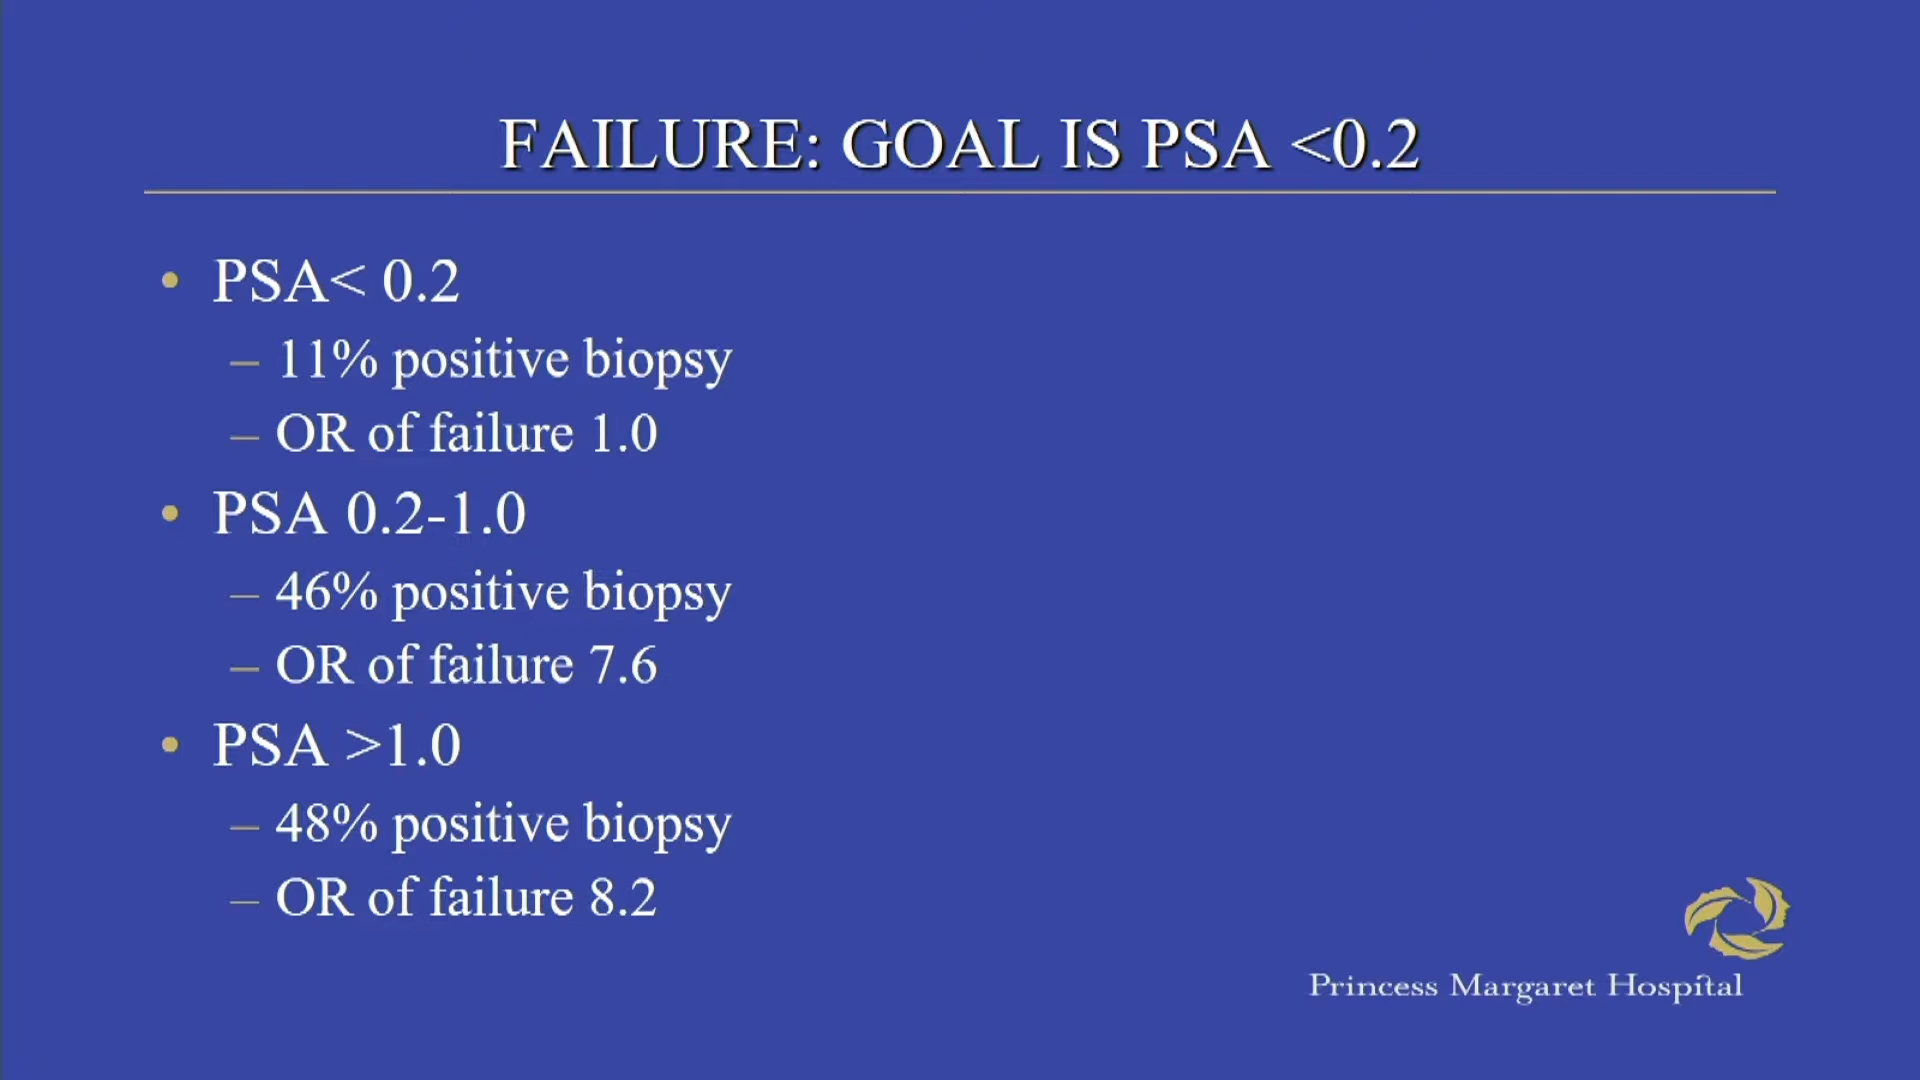 FAILURE: GOAL IS PSA <0.2
• PSA< 0.2
– 11% positive biopsy
– OR of failure 1.0
• PSA 0.2-1.0
– 46% positive biopsy
– OR of failure 7.6
• PSA >1.0
– 48% positive biopsy
– OR of failure 8.2
Princess Margaret Hospital